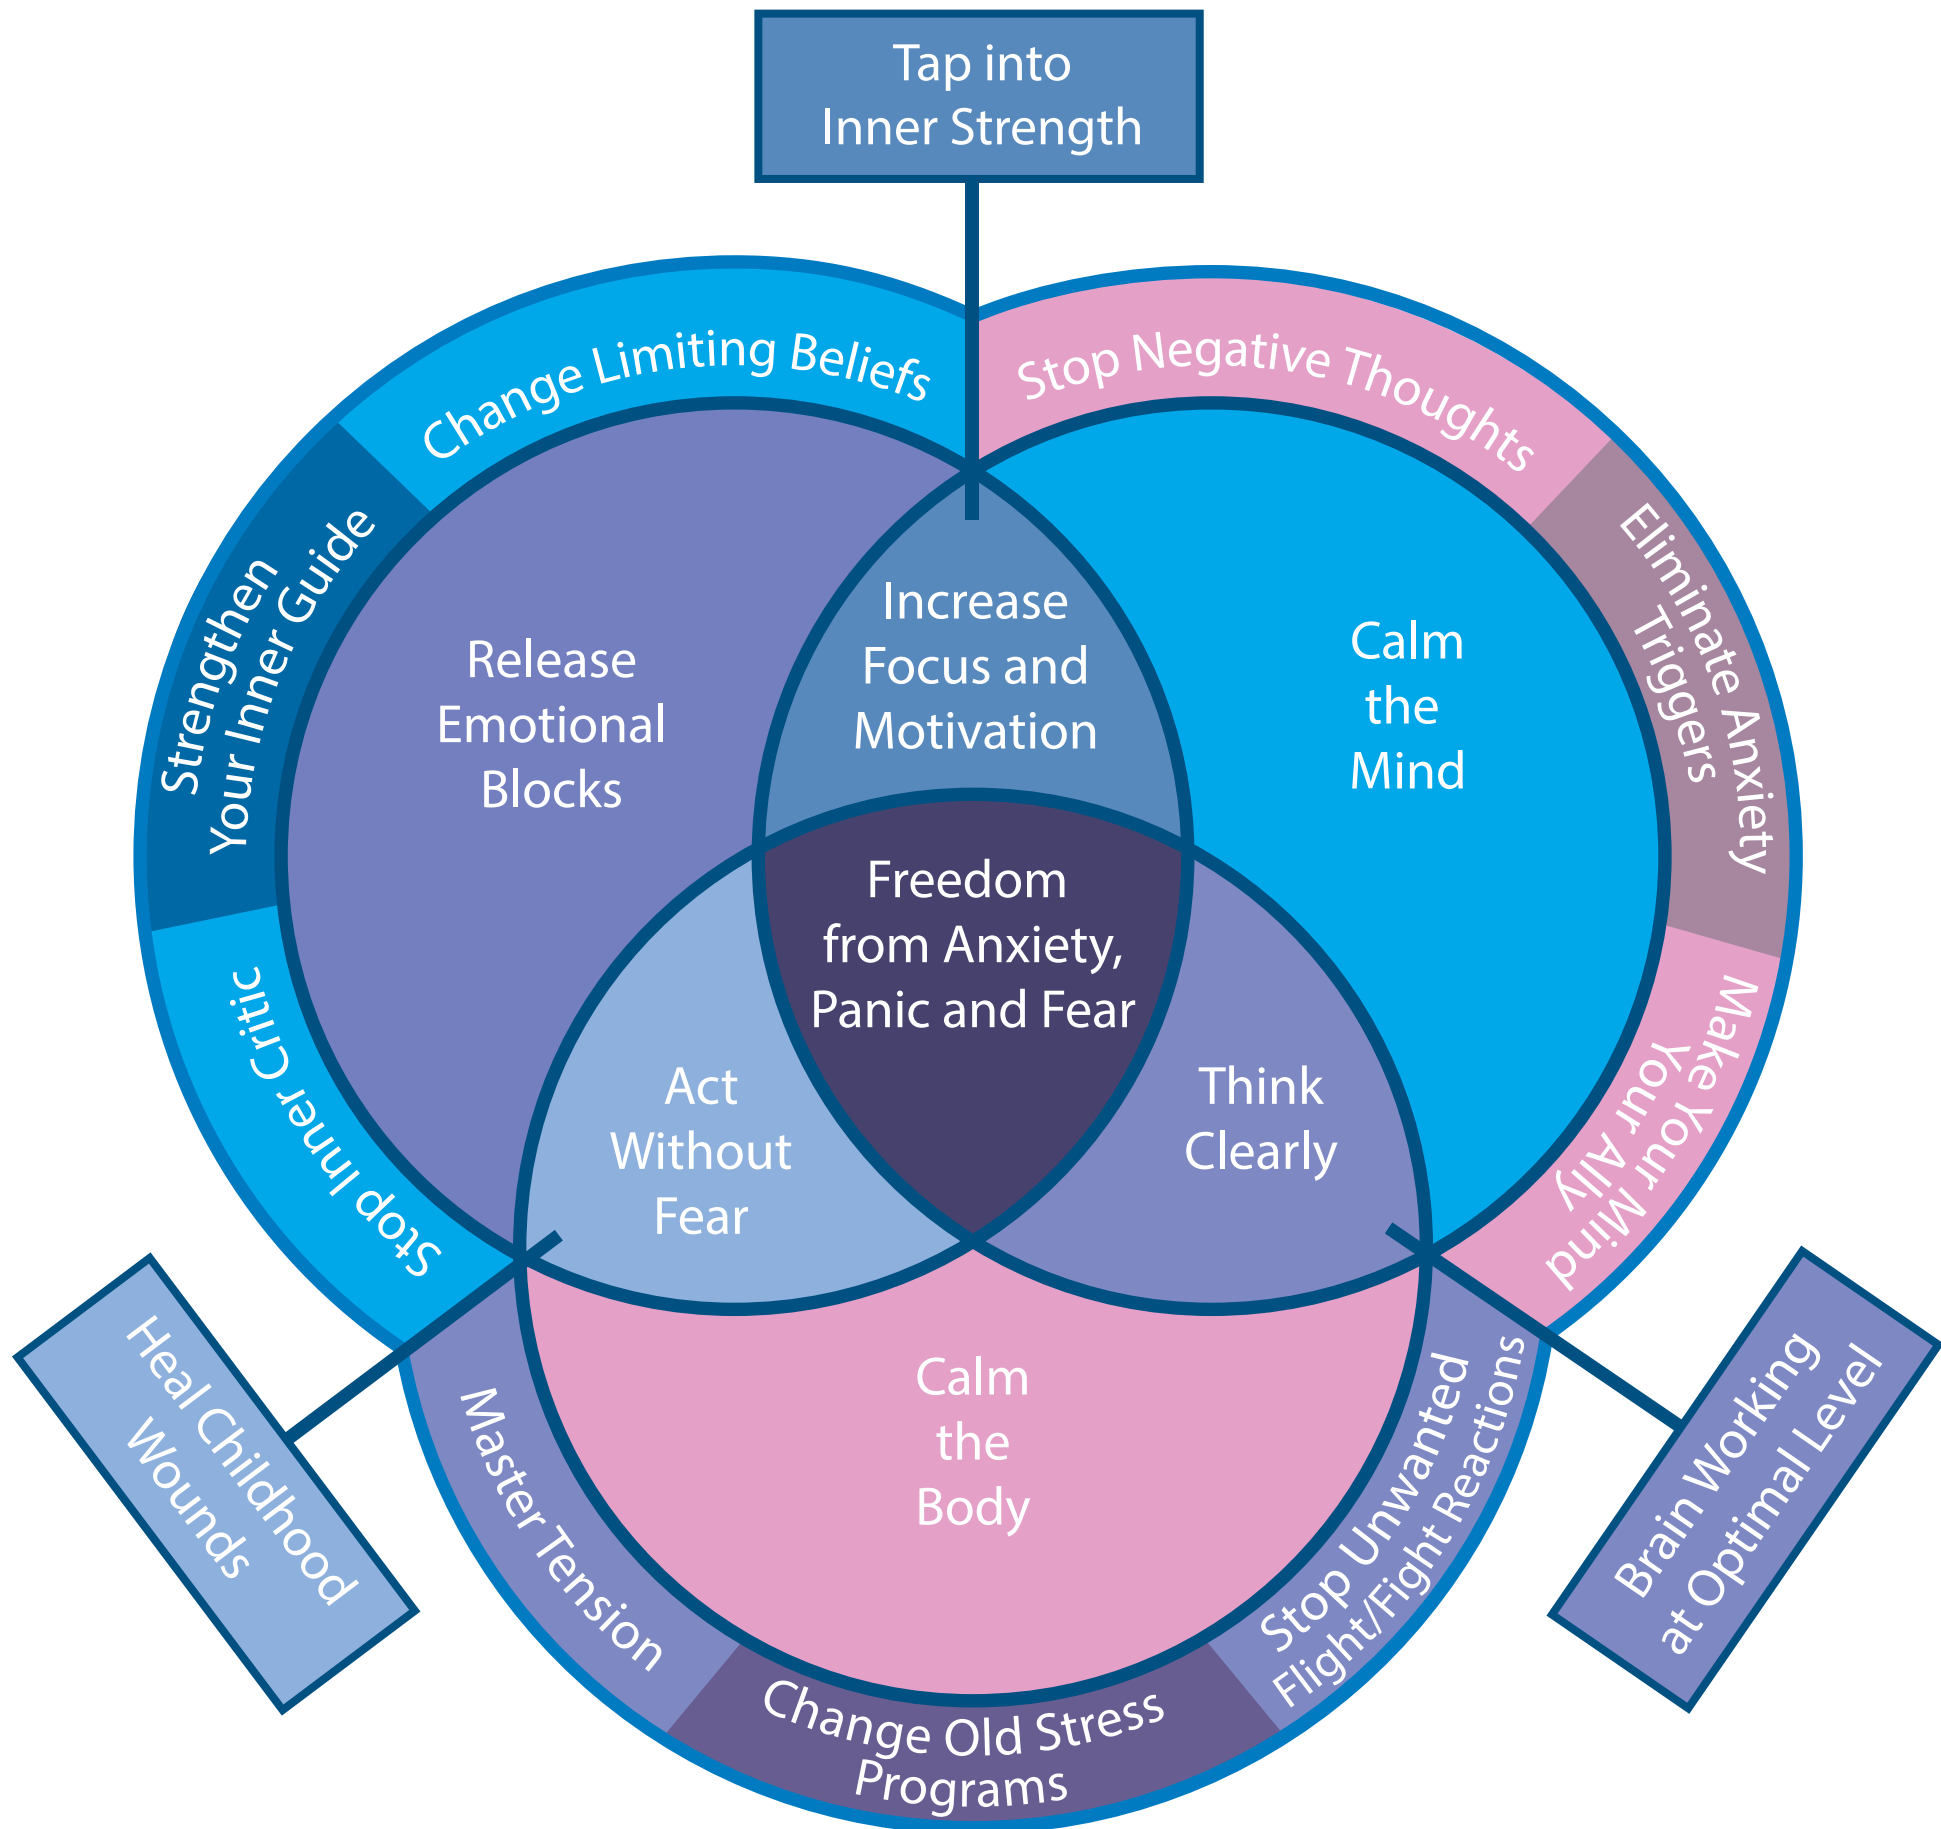 Tap into
Inner Strength
Change Limiting Beliefs
Stop Negative Thoughts
Strengthen
Your Inner Guide
Eliminate Anxiety
Triggers
Release
Emotional
Blocks
Increase
Focus and
Motivation
Calm
the
Mind
Freedom
from Anxiety,
Panic and Fear
Stop Inner Critic
Make Your Mind
Your Ally
Act
Without
Fear
Think
Clearly
Heal Childhood
Wounds
Calm
the
Body
Brain Working
at Optimal Level
Master Tension
Stop Unwanted
Flight/Fight Reactions
Change Old Stress
Programs